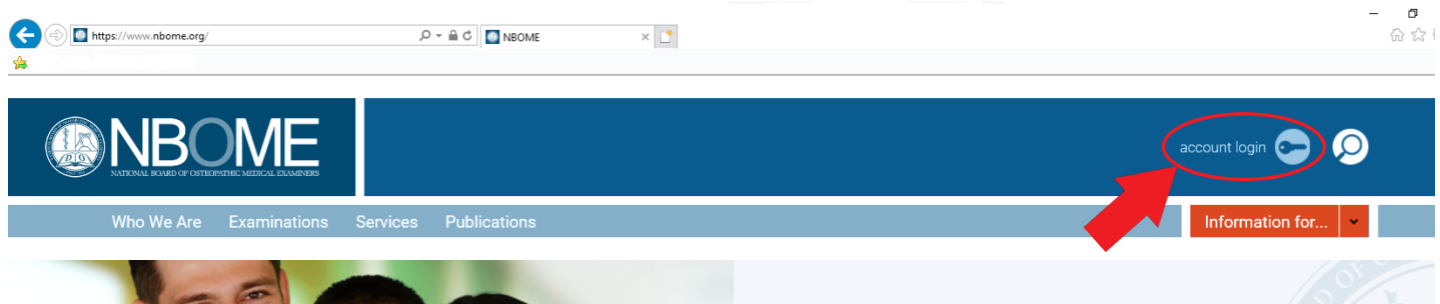 https://www.nbome.org/
NBOME
NBOME
NATIONAL BOARD OF OSTEOPATHIC MEDICAL EXAMINERS
account login
Who We Are Examinations Services Publications
Information for...